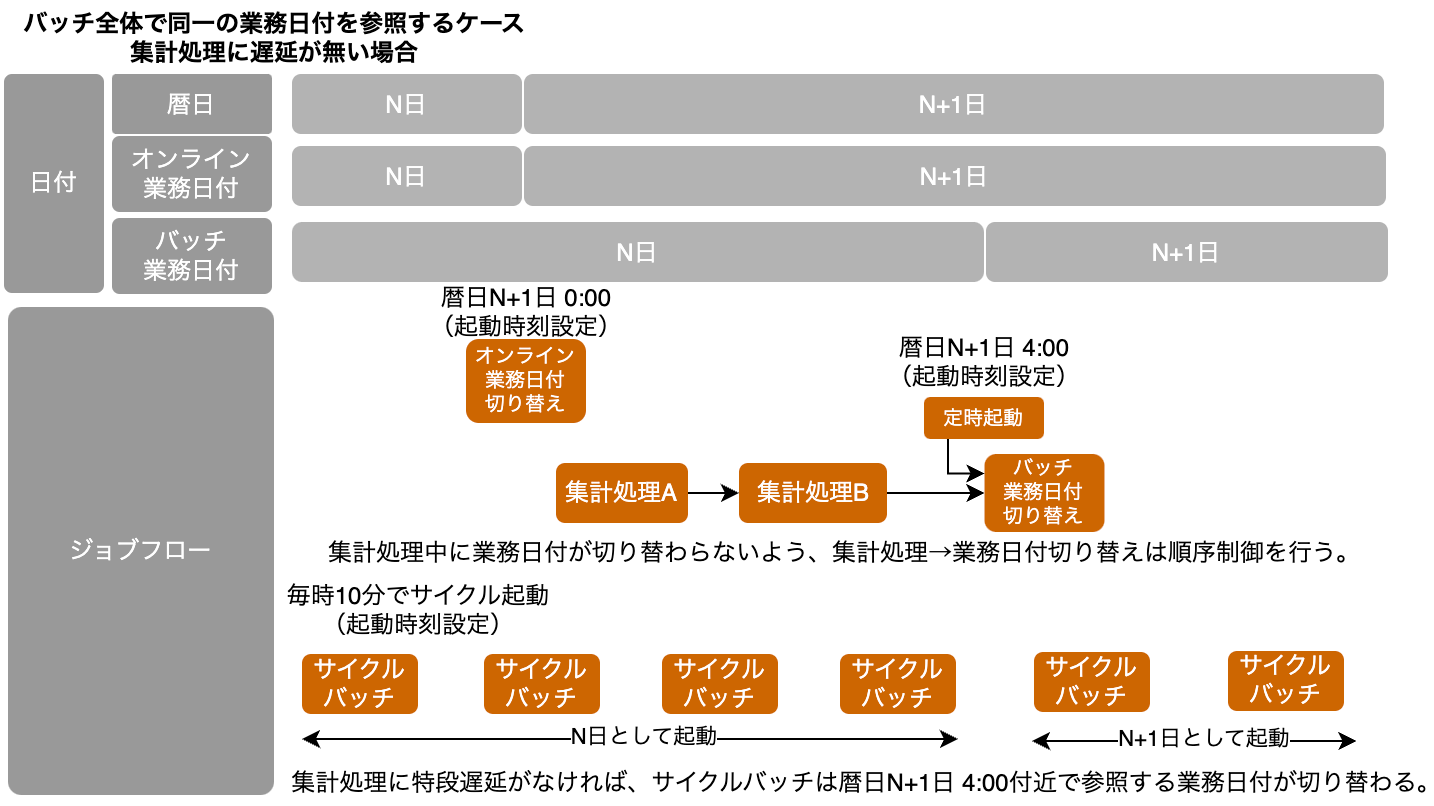 バッチ全体で同一の業務日付を参照するケース
集計処理に遅延が無い場合
日付
暦日
N日
N+1日
オンライン
業務日付
N日
N+1日
バッチ
業務日付
N日
N+1日
ジョブフロー
暦日N+1日 0:00
（起動時刻設定）
オンライン
業務日付
切り替え
暦日N+1日 4:00
（起動時刻設定）
定時起動
集計処理A
集計処理B
バッチ
業務日付
切り替え
集計処理中に業務日付が切り替わらないよう、集計処理→業務日付切り替えは順序制御を行う。
毎時10分でサイクル起動
（起動時刻設定）
サイクル
バッチ
サイクル
バッチ
サイクル
バッチ
サイクル
バッチ
サイクル
バッチ
サイクル
バッチ
N日として起動
N+1日として起動
集計処理に特段遅延がなければ、サイクルバッチは暦日N+1日 4:00付近で参照する業務日付が切り替わる。